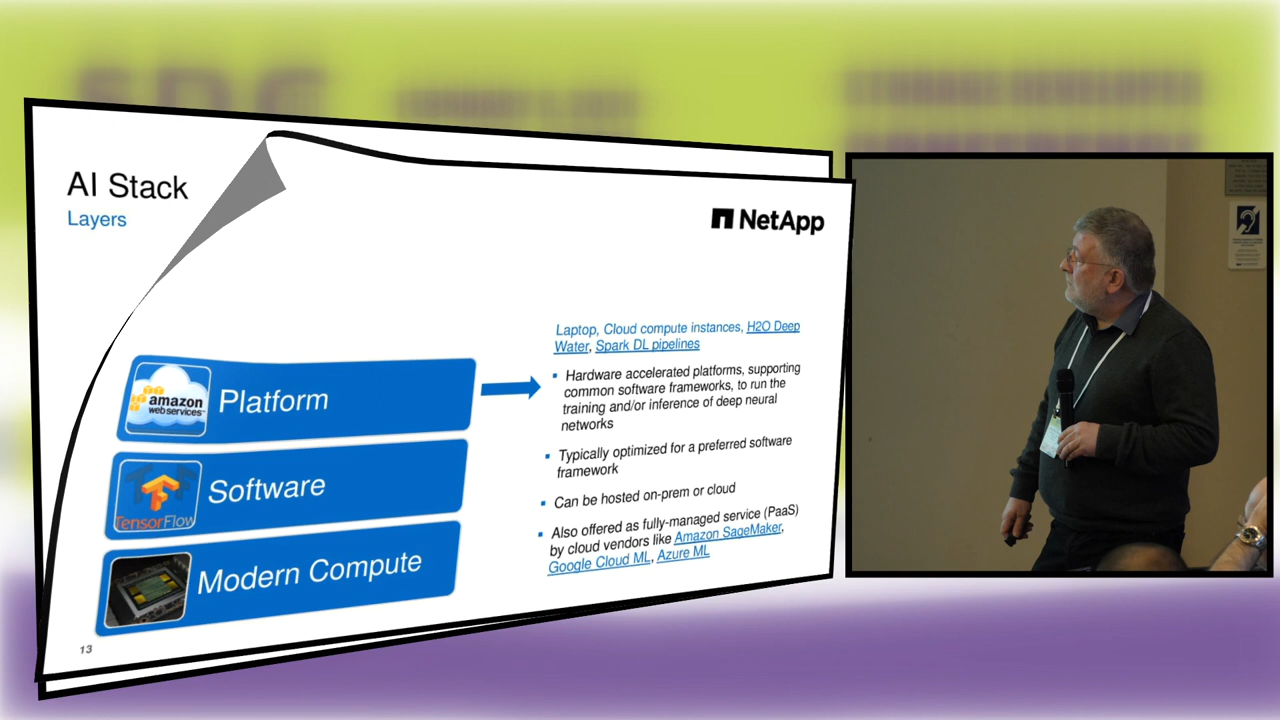 AI Stack
Layers
NetApp
Laptop, Cloud compute instances, H2O Deep
Water, Spark DL pipelines
▪ Hardware accelerated platforms, supporting
common software frameworks, to run the
training and/or inference of deep neural
networks
▪ Typically optimized for a preferred software
framework
▪ Can be hosted on-prem or cloud
▪ Also offered as fully-managed service (PaaS)
by cloud vendors like Amazon SageMaker,
Google Cloud ML, Azure ML
amazon
web services™
Platform
TensorFlow
Software
Modern Compute
13